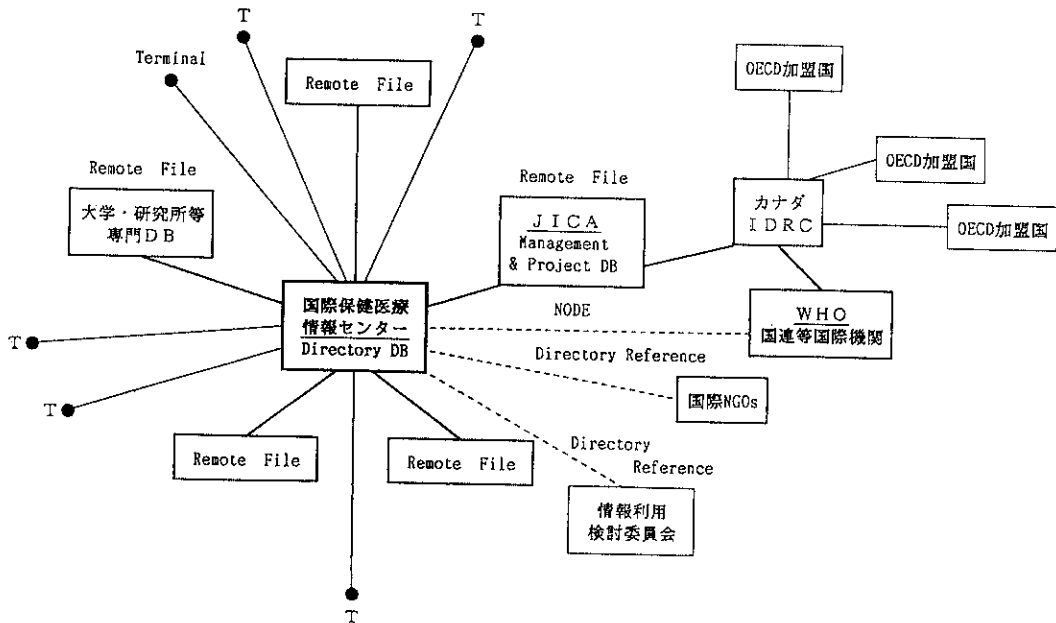 T
T
Terminal
Remote File
OECD加盟国
OECD加盟国
Remote File
大学・研究所等
専門DB
Remote File
JICA
Management
& Project DB
カナダ
IDRC
OECD加盟国
国際保健医療
情報センター
Directory DB
NODE
WHO
国連等国際機関
T
Directory Reference
国際NGOs
T
Remote File
Remote File
Directory
Reference
情報利用
検討委員会
T